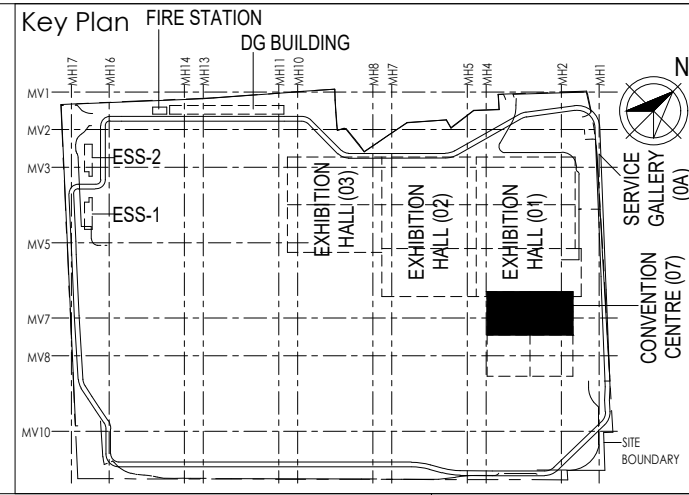 Key Plan
FIRE STATION
DG BUILDING
MH17
MH16
MH14
MH13
MH11
MH10
MH8
MH7
MH5
MH4
MH2
MH1
N
MV1
MV2
MV3
MV5
MV7
MV8
MV10
ESS-2
ESS-1
EXHIBITION
HALL (03)
EXHIBITION
HALL (02)
EXHIBITION
HALL (01)
SERVICE
GALLERY
(0A)
CONVENTION
CENTRE (07)
SITE
BOUNDARY